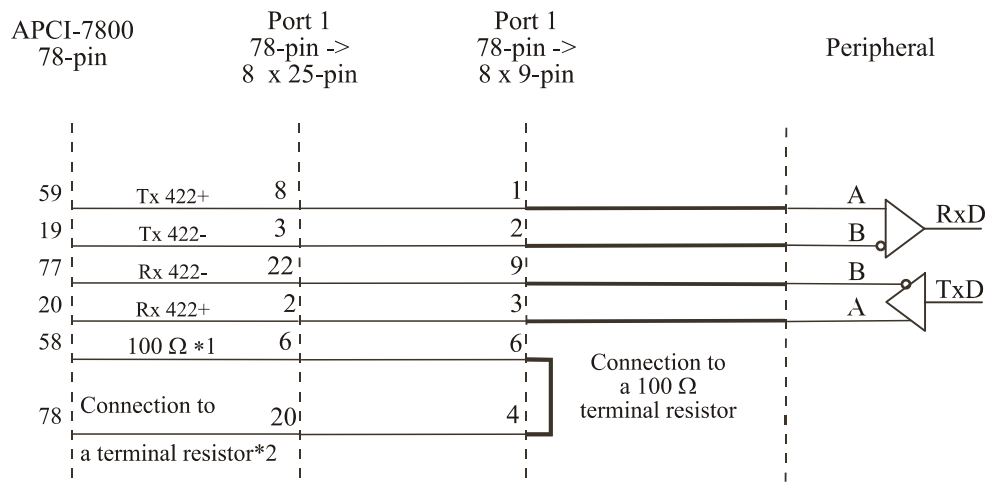 APCI-7800
78-pin
Port 1
78-pin ->
8 x 25-pin
Port 1
78-pin ->
8 x 9-pin
Peripheral
59 Tx 422+ 8 1 A
RxD
19 Tx 422- 3 2 B
77 Rx 422- 22 9 B
TxD
20 Rx 422+ 2 3 A
58 100 Ω *1 6 6
Connection to
a 100 Ω
terminal resistor
78 Connection to 20 4
a terminal resistor*2